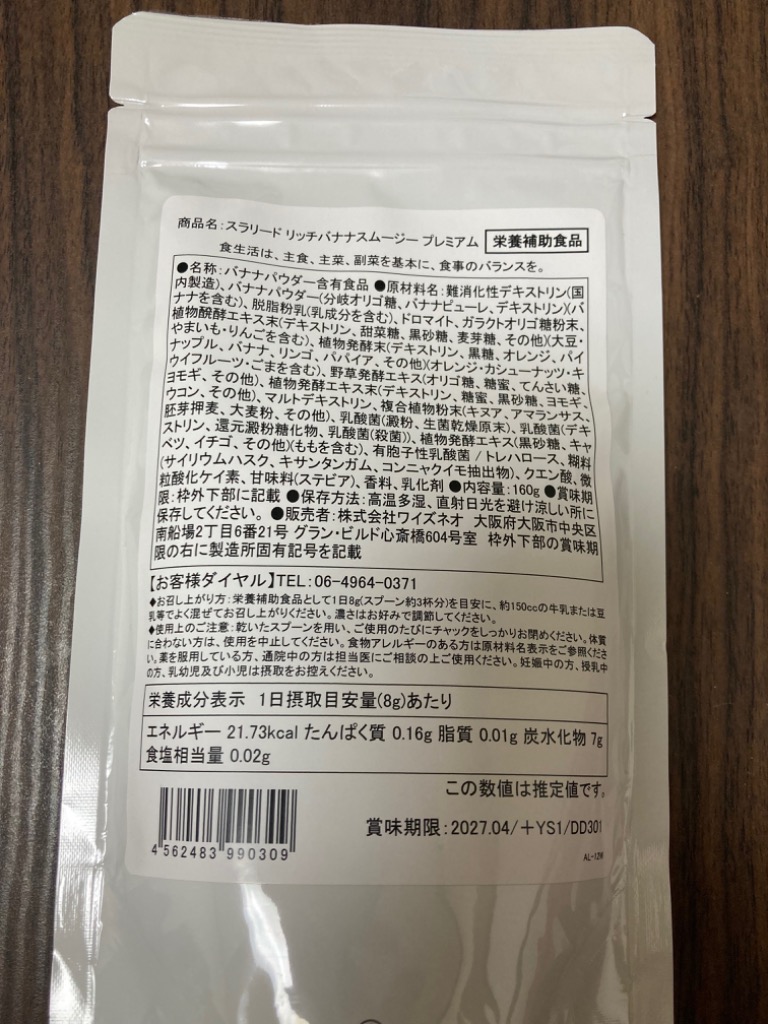 商品名:スラリード リッチバナナスムージー プレミアム 栄養補助食品
食生活は、主食、主菜、副菜を基本に、食事のバランスを。
●名称:バナナパウダー含有食品 ●原材料名:難消化性デキストリン(国
内製造)、バナナパウダー(分岐オリゴ糖、バナナピューレ、デキストリン)(バ
ナナを含む)、脱脂粉乳(乳成分を含む)、ドロマイト、ガラクトオリゴ糖粉末、
植物醗酵エキス末(デキストリン、甜菜糖、黒砂糖、麦芽糖、その他)(大豆・
やまいも・りんごを含む)、植物発酵末(デキストリン、黒糖、オレンジ、パイ
ナップル、バナナ、リンゴ、パパイア、その他)(オレンジ・カシューナッツ・キ
ウイフルーツ・ごまを含む)、野草発酵エキス(オリゴ糖、糖蜜、てんさい糖、
ヨモギ、その他)、植物発酵エキス末(デキストリン、糖蜜、黒砂糖、ヨモギ、
ウコン、その他)、マルトデキストリン、複合植物粉末(キヌア、アマランサス、
胚芽押麦、大麦粉、その他)、乳酸菌(澱粉、生菌乾燥原末)、乳酸菌(デキ
ストリン、還元澱粉糖化物、乳酸菌(殺菌))、植物発酵エキス(黒砂糖、キャ
ベツ、イチゴ、その他)(ももを含む)、有胞子性乳酸菌 / トレハロース、糊料
(サイリウムハスク、キサンタンガム、コンニャクイモ抽出物)、クエン酸、微
粒酸化ケイ素、甘味料(ステビア)、香料、乳化剤 ●内容量:160g ●賞味期
限:枠外下部に記載 ●保存方法:高温多湿、直射日光を避け涼しい所に
保存してください。 ●販売者:株式会社ワイズネオ 大阪府大阪市中央区
南船場2丁目6番21号 グラン・ビルド心斎橋604号室 枠外下部の賞味期
限の右に製造所固有記号を記載
【お客様ダイヤル】TEL:06-4964-0371
◆お召し上がり方:栄養補助食品として1日8g(スプーン約3杯分)を目安に、約150ccの牛乳または豆
乳等でよく混ぜてお召し上がりください。濃さはお好みで調節してください。
◆使用上のご注意:乾いたスプーンを用い、ご使用のたびにチャックをしっかりお閉めください。体質
に合わない方は、使用を中止してください。食物アレルギーのある方は原材料名表示をご参照くださ
い。薬を服用している方、通院中の方は担当医にご相談の上ご使用ください。妊娠中の方、授乳中
の方、乳幼児及び小児は摂取をお控えください。
栄養成分表示 1日摂取目安量(8g)あたり
エネルギー 21.73kcal たんぱく質 0.16g 脂質 0.01g 炭水化物 7g
食塩相当量 0.02g
この数値は推定値です。
賞味期限:2027.04/+YS1/DD301
4 562483 990309
AL-12W